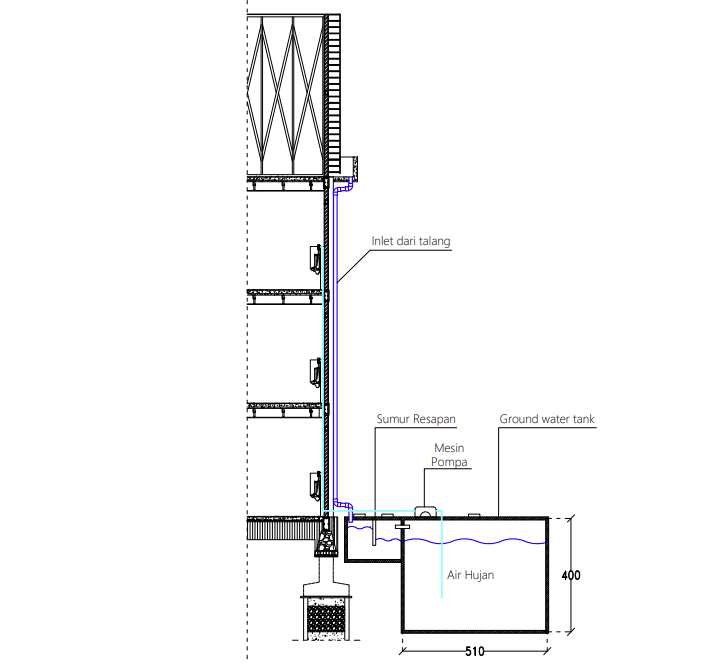 Inlet dari talang
Sumur Resapan
Ground water tank
Mesin
Pompa
Air Hujan
400
510